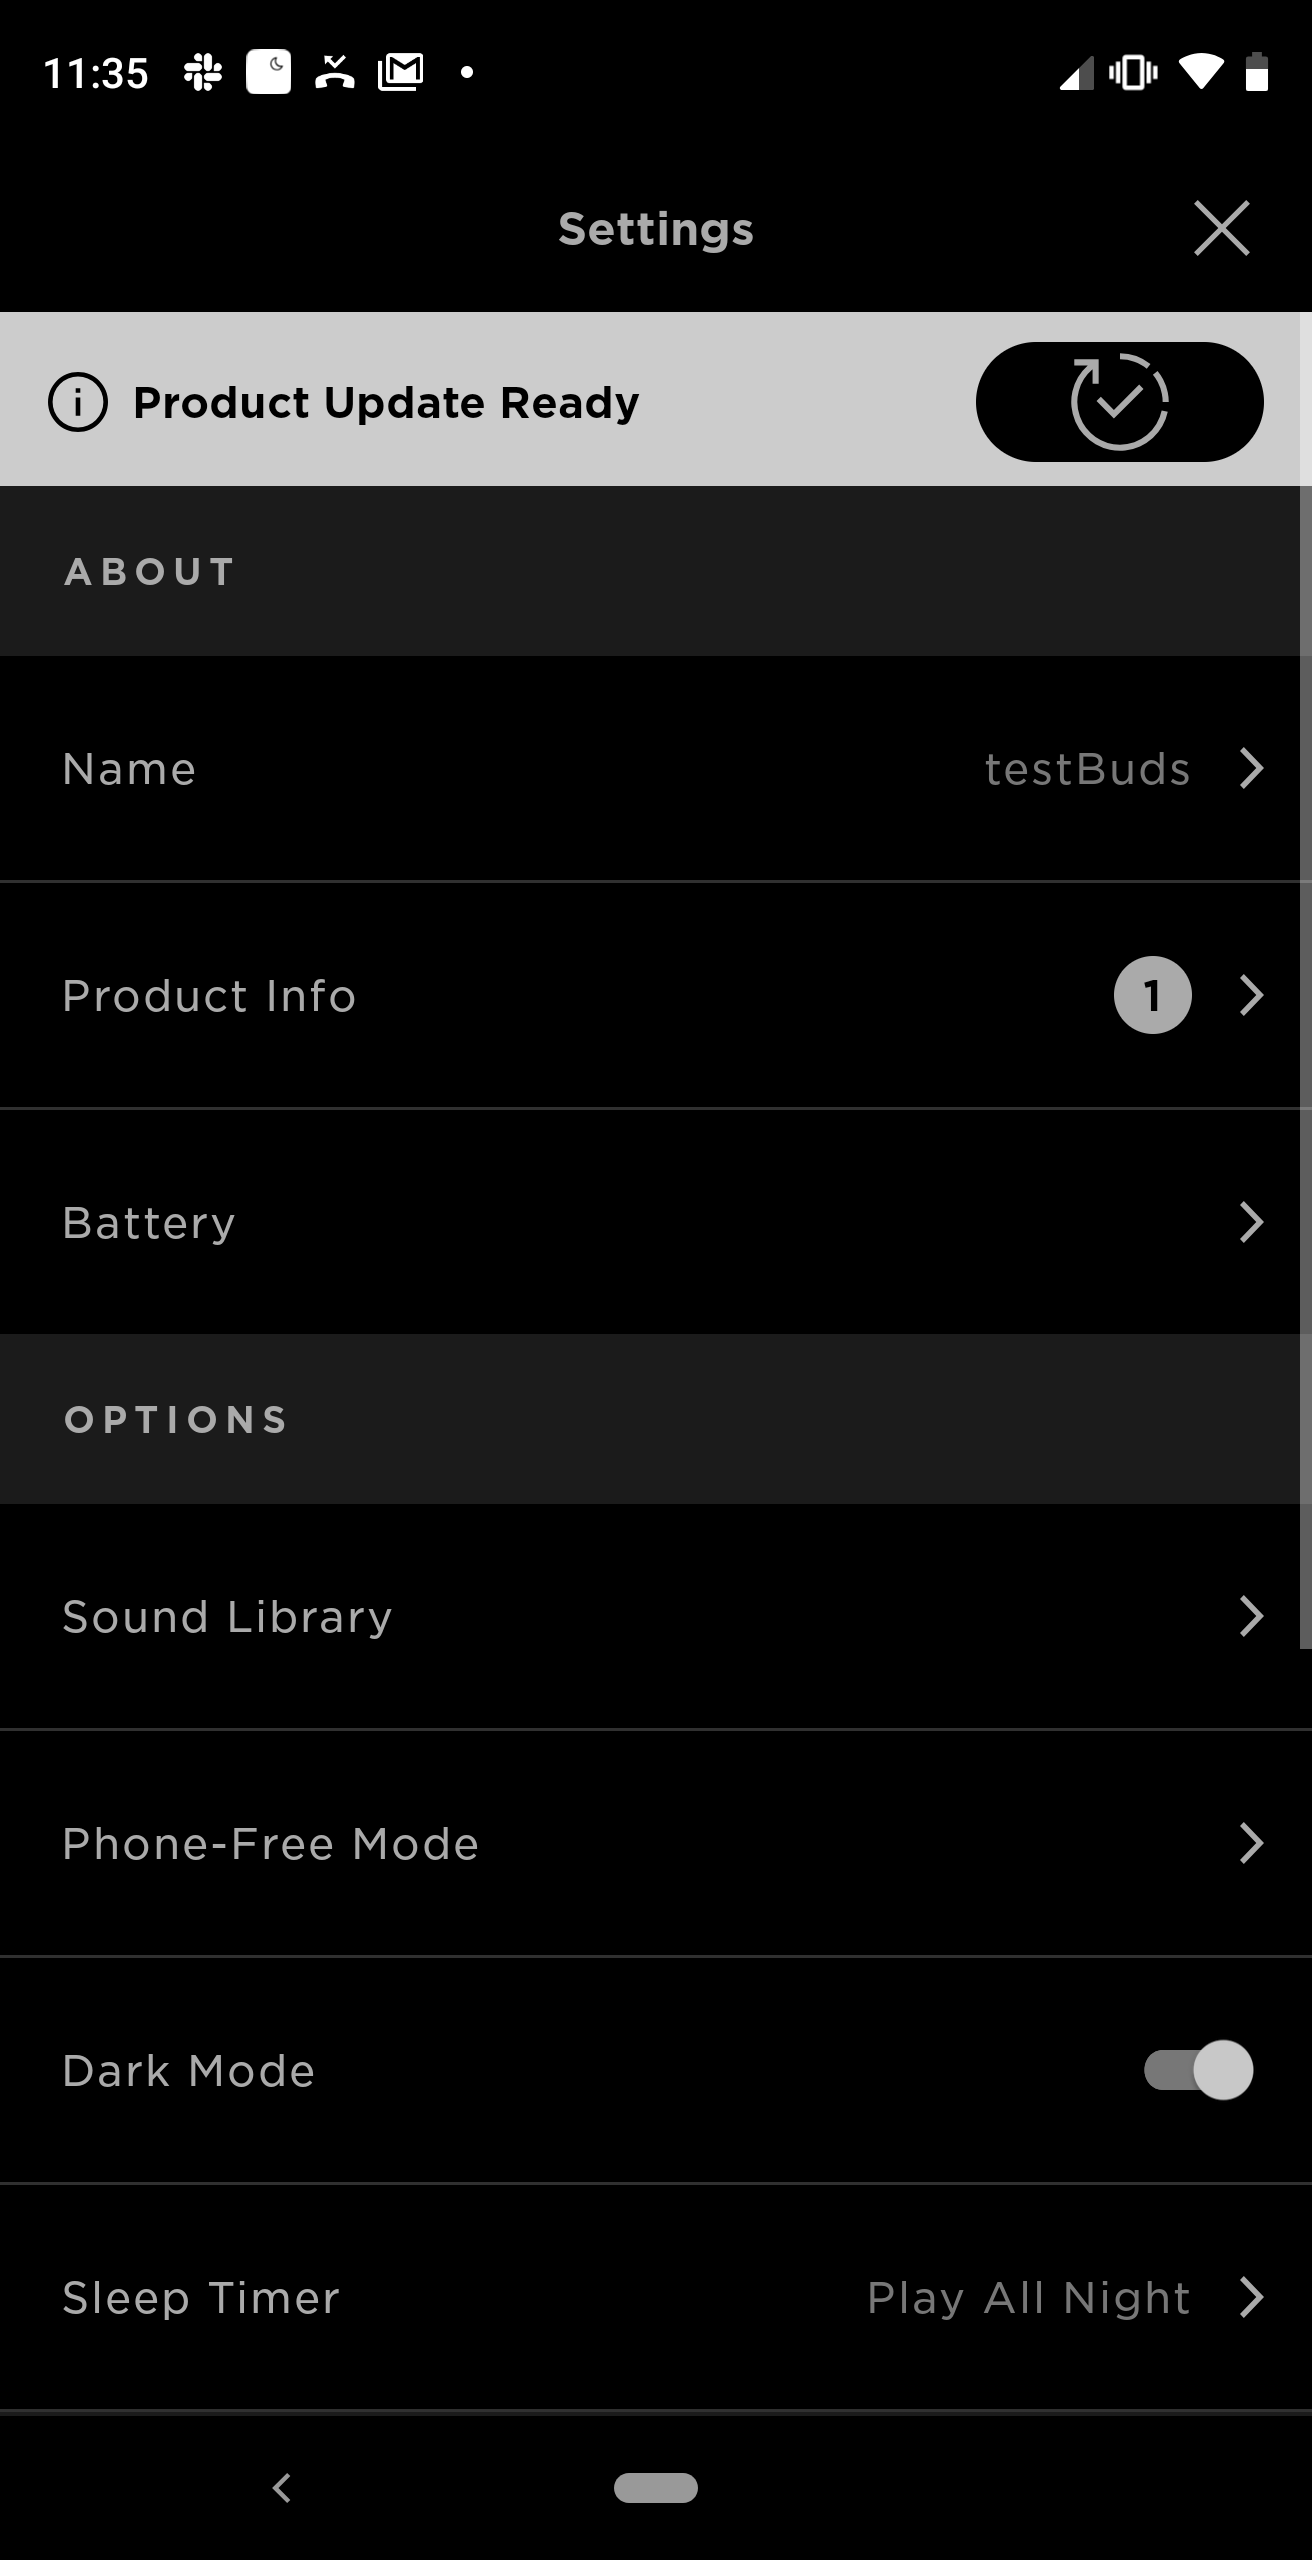 11:35
Settings
Product Update Ready
ABOUT
Name testBuds
Product Info 1
Battery
OPTIONS
Sound Library
Phone-Free Mode
Dark Mode
Sleep Timer Play All Night